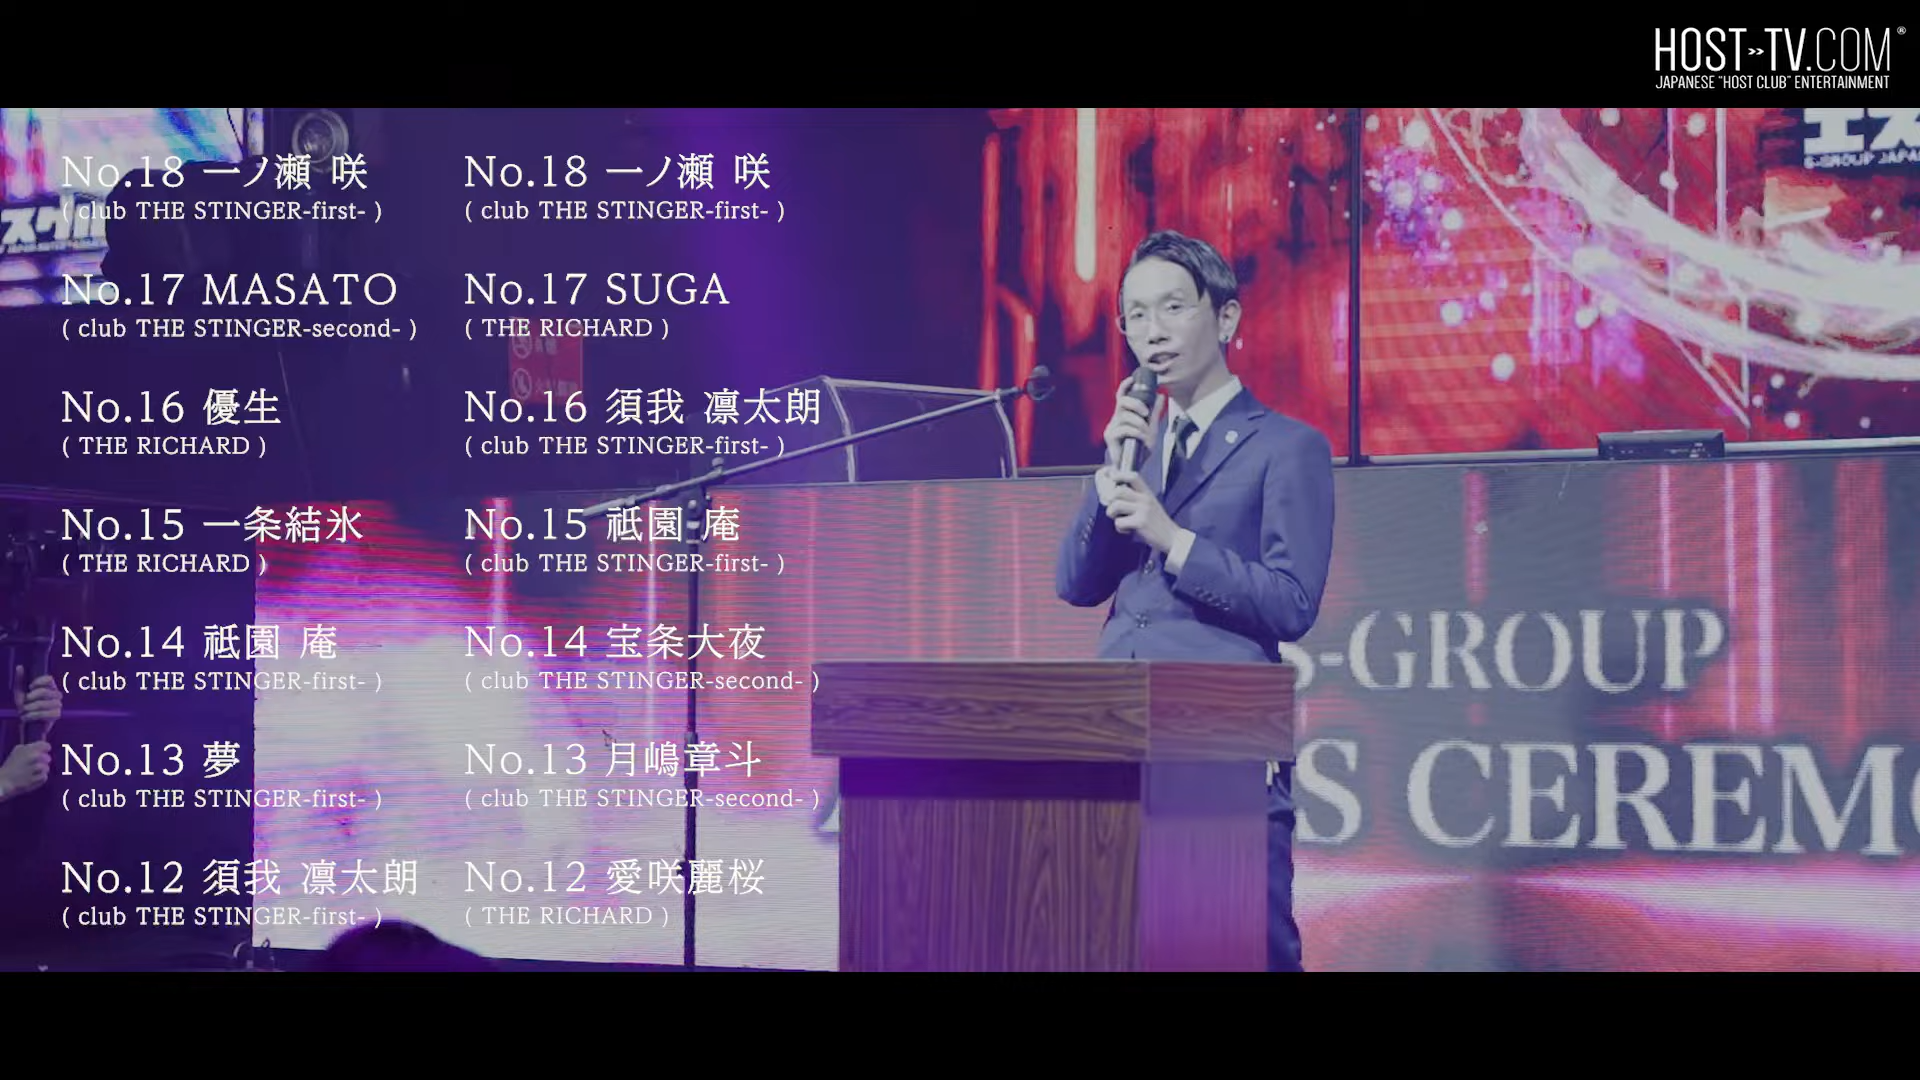 HOST»TV.COM®
JAPANESE "HOST CLUB" ENTERTAINMENT
エス
S-GROUP JAPAN
No.18 一ノ瀬 咲
( club THE STINGER-first- )
No.17 MASATO
( club THE STINGER-second- )
No.16 優生
( THE RICHARD )
No.15 一条結氷
( THE RICHARD )
No.14 祇園 庵
( club THE STINGER-first- )
No.13 夢
( club THE STINGER-first- )
No.12 須我 凛太朗
( club THE STINGER-first- )
No.18 一ノ瀬 咲
( club THE STINGER-first- )
No.17 SUGA
( THE RICHARD )
No.16 須我 凛太朗
( club THE STINGER-first- )
No.15 祇園 庵
( club THE STINGER-first- )
No.14 宝条大夜
( club THE STINGER-second- )
No.13 月嶋章斗
( club THE STINGER-second- )
No.12 愛咲麗桜
( THE RICHARD )
S-GROUP
S CEREMO